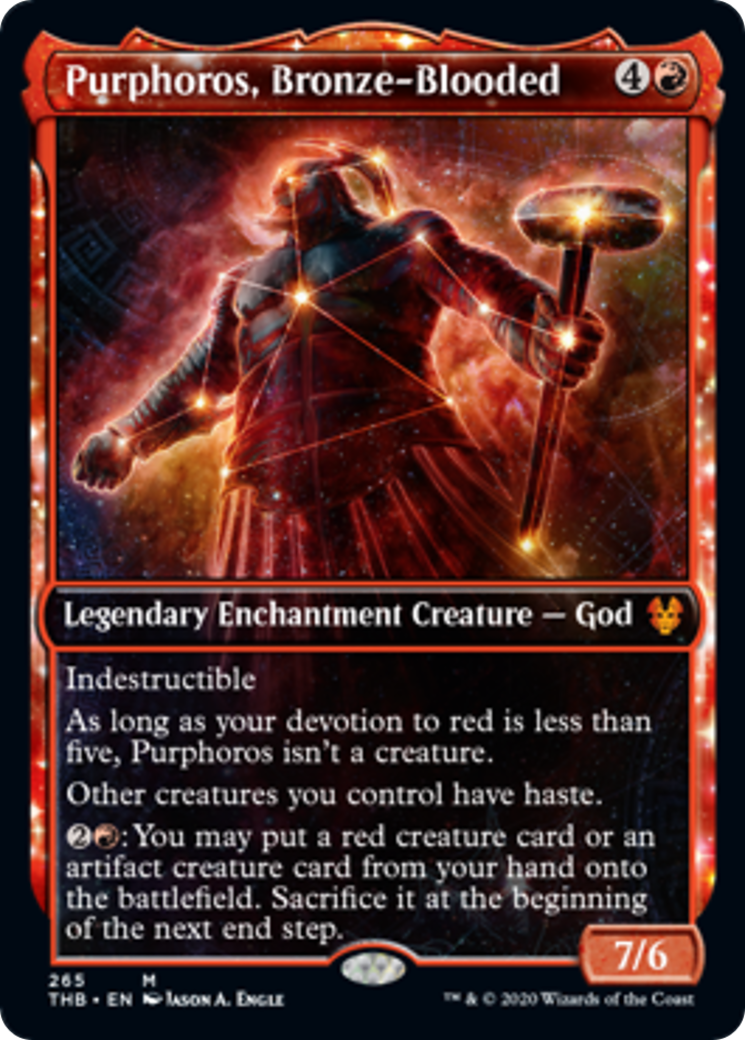 Purphoros, Bronze-Blooded 4
Legendary Enchantment Creature — God
Indestructible
As long as your devotion to red is less than
five, Purphoros isn't a creature.
Other creatures you control have haste.
2 : You may put a red creature card or an
artifact creature card from your hand onto
the battlefield. Sacrifice it at the beginning
of the next end step.
7/6
265 M
THB • EN Jason A. Engle
™ & © 2020 Wizards of the Coast